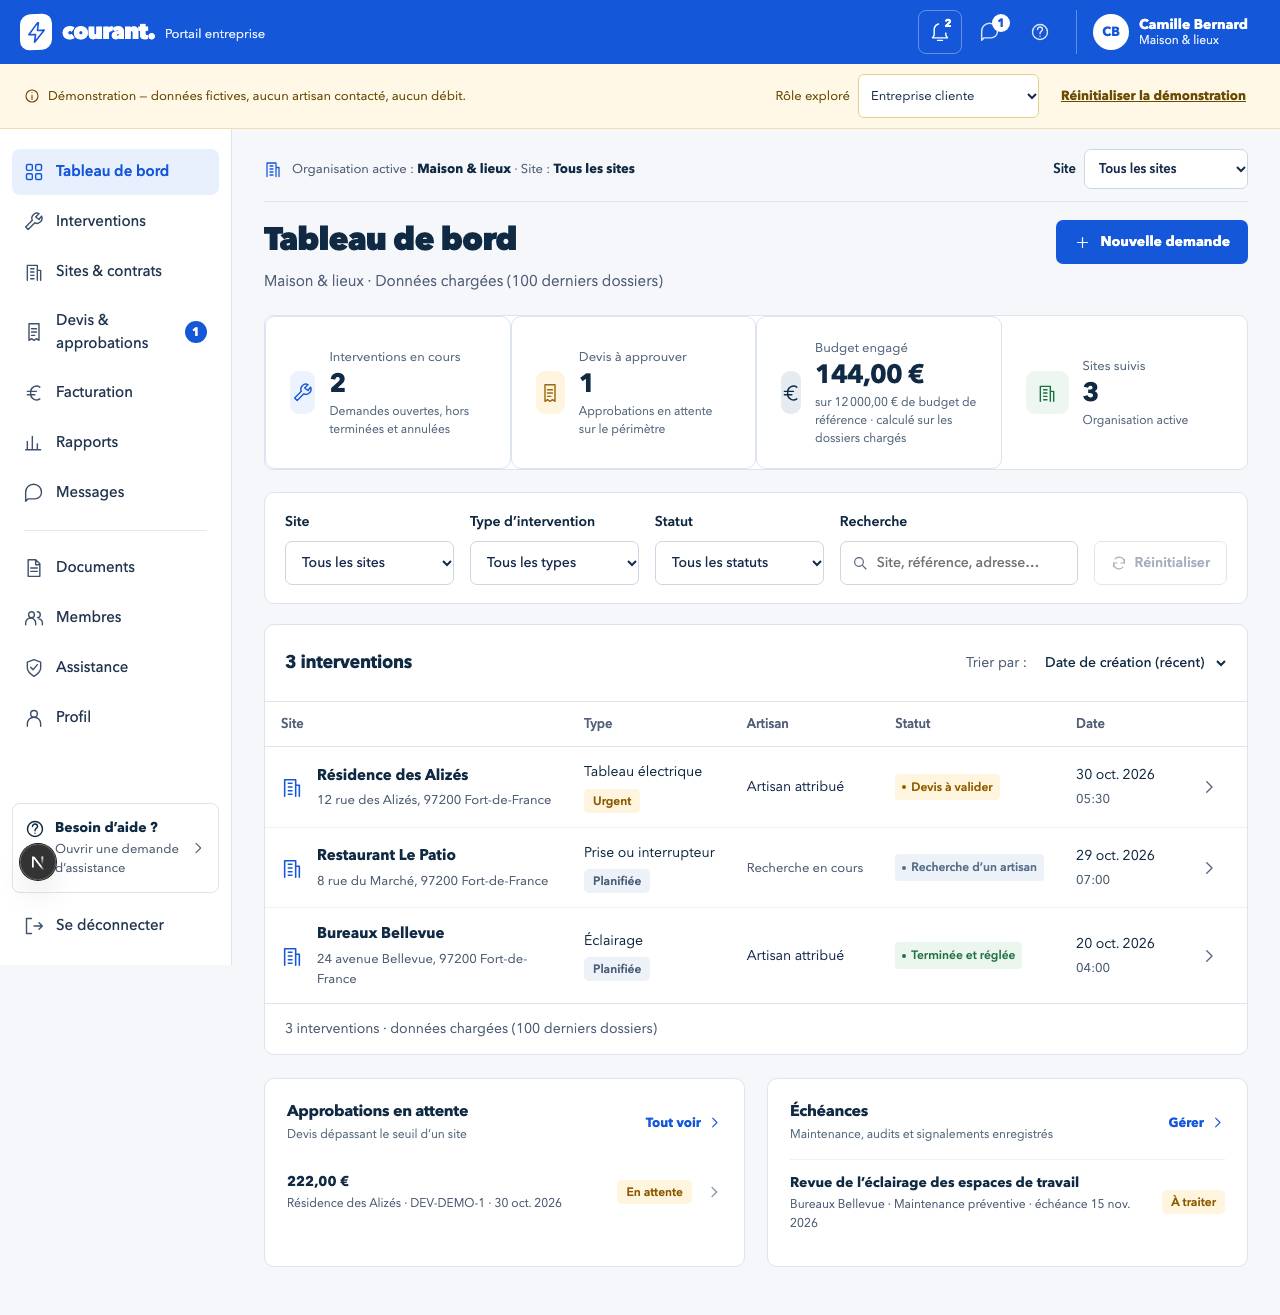 courant. Portail entreprise
2
1
CB
Camille Bernard
Maison & lieux
Démonstration — données fictives, aucun artisan contacté, aucun débit.
Rôle exploré
Entreprise cliente
Réinitialiser la démonstration
Tableau de bord
Interventions
Sites & contrats
Devis &
approbations
1
Facturation
Rapports
Messages
Documents
Membres
Assistance
Profil
Besoin d’aide ?
Ouvrir une demande
d’assistance
N
Se déconnecter
Organisation active : Maison & lieux · Site : Tous les sites
Site
Tous les sites
Tableau de bord
Maison & lieux · Données chargées (100 derniers dossiers)
Nouvelle demande
Interventions en cours
2
Demandes ouvertes, hors
terminées et annulées
Devis à approuver
1
Approbations en attente
sur le périmètre
€
Budget engagé
144,00 €
sur 12 000,00 € de budget de
référence · calculé sur les
dossiers chargés
Sites suivis
3
Organisation active
Site
Tous les sites
Type d’intervention
Tous les types
Statut
Tous les statuts
Recherche
Site, référence, adresse…
Réinitialiser
3 interventions
Trier par :
Date de création (récent)
Site
Type
Artisan
Statut
Date
Résidence des Alizés
12 rue des Alizés, 97200 Fort-de-France
Tableau électrique
Urgent
Artisan attribué
Devis à valider
30 oct. 2026
05:30
Restaurant Le Patio
8 rue du Marché, 97200 Fort-de-France
Prise ou interrupteur
Planifiée
Recherche en cours
Recherche d’un artisan
29 oct. 2026
07:00
Bureaux Bellevue
24 avenue Bellevue, 97200 Fort-de-
France
Éclairage
Planifiée
Artisan attribué
Terminée et réglée
20 oct. 2026
04:00
3 interventions · données chargées (100 derniers dossiers)
Approbations en attente
Devis dépassant le seuil d’un site
Tout voir
222,00 €
Résidence des Alizés · DEV-DEMO-1 · 30 oct. 2026
En attente
Échéances
Maintenance, audits et signalements enregistrés
Gérer
Revue de l’éclairage des espaces de travail
Bureaux Bellevue · Maintenance préventive · échéance 15 nov.
2026
À traiter